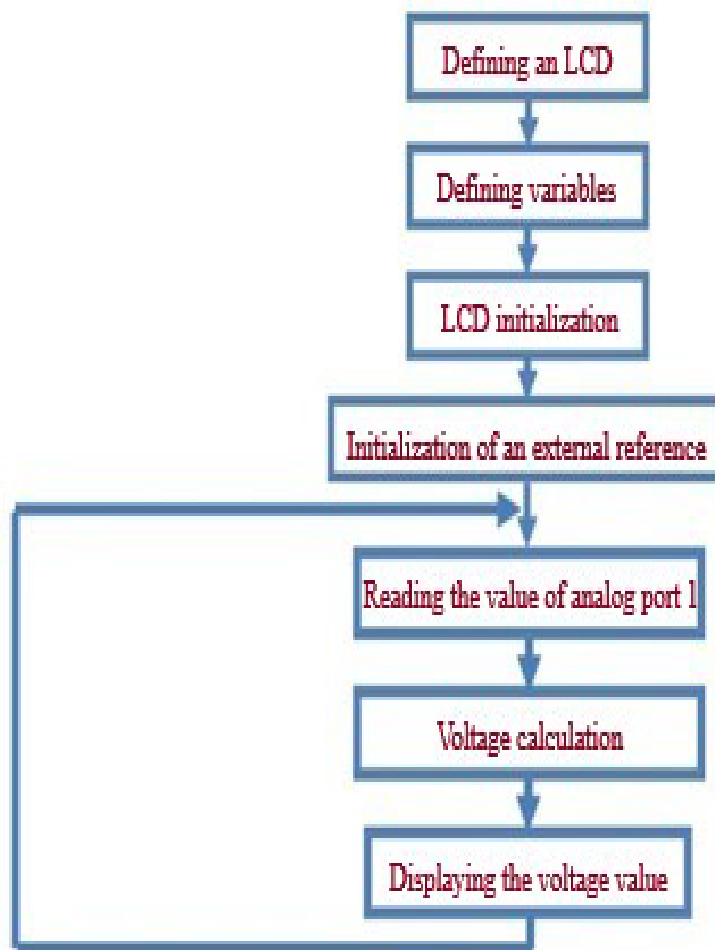 Defining an LCD
Defining variables
LCD initialization
Initialization of an external reference
Reading the value of analog port 1
Voltage calculation
Displaying the voltage value